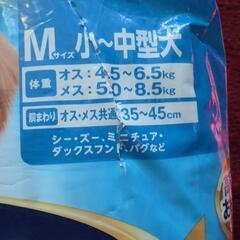 Mサイズ 小〜中型犬
体重 オス:4.5〜6.5kg
メス:5.0〜8.5kg
胴まわり オス・メス共通 35〜45cm
シー・ズー、ミニチュア・
ダックスフンド、パグなど